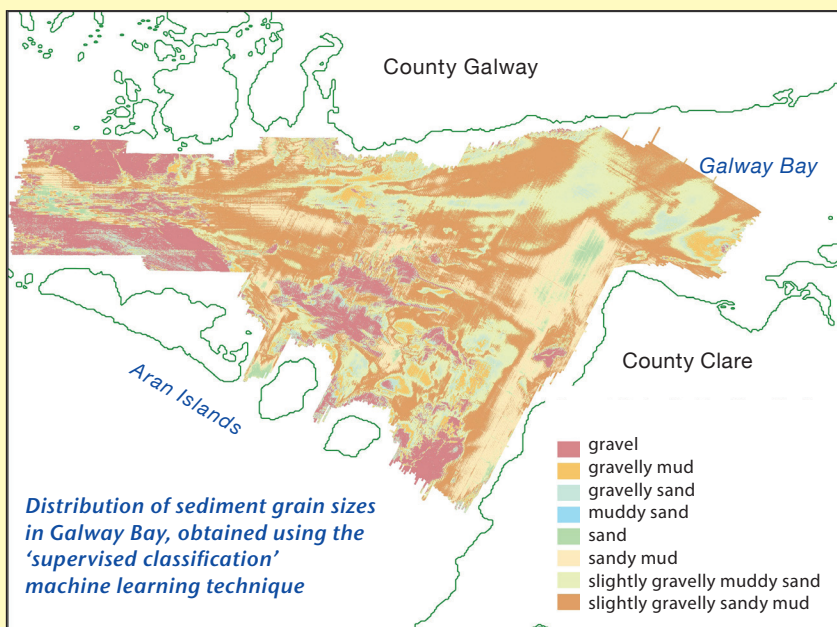 County Galway
Galway Bay
County Clare
Aran Islands
gravel
gravelly mud
gravelly sand
muddy sand
sand
sandy mud
slightly gravelly muddy sand
slightly gravelly sandy mud
Distribution of sediment grain sizes
in Galway Bay, obtained using the
‘supervised classification’
machine learning technique